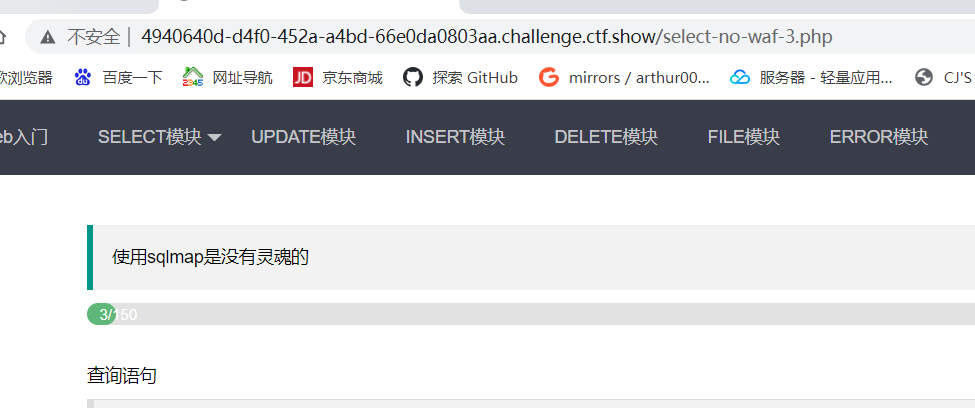 不安全 | 4940640d-d4f0-452a-a4bd-66e0da0803aa.challenge.ctf.show/select-no-waf-3.php
浏览器 百度一下 网址导航 京东商城 探索 GitHub mirrors / arthur00... 服务器 - 轻量应用... CJ'S
eb入门 SELECT模块 UPDATE模块 INSERT模块 DELETE模块 FILE模块 ERROR模块
使用sqlmap是没有灵魂的
3/150
查询语句